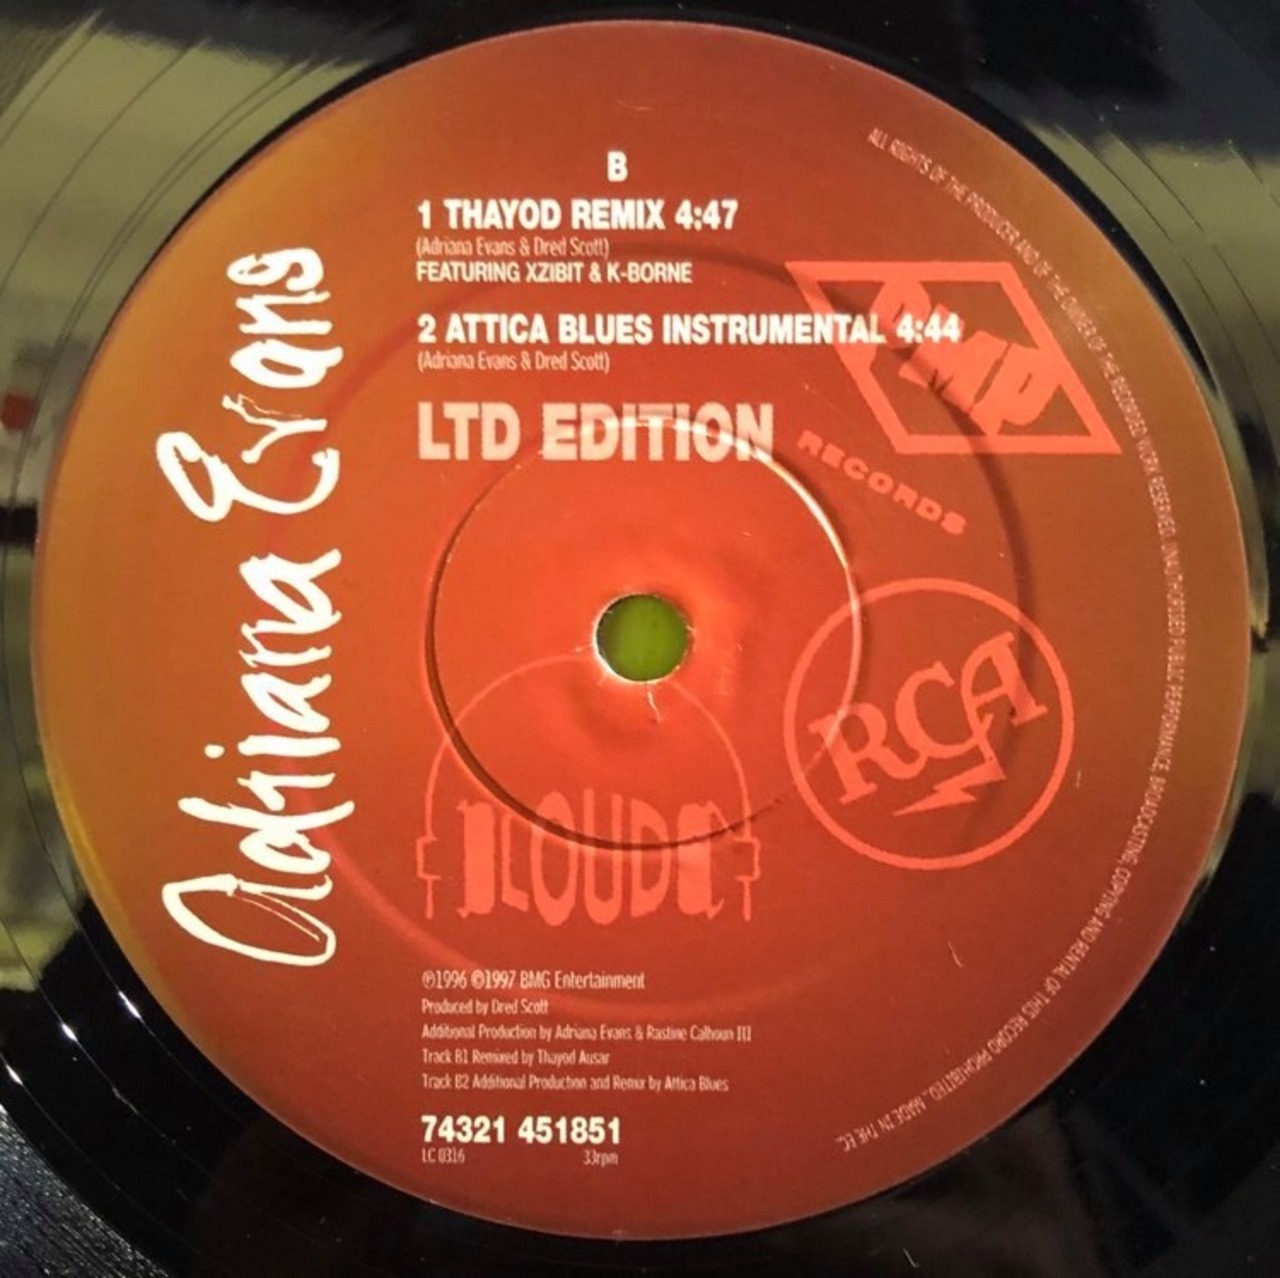 B
1 THAYOD REMIX 4:47
(Adriana Evans & Dred Scott)
FEATURING XZIBIT & K-BORNE
2 ATTICA BLUES INSTRUMENTAL 4:44
(Adriana Evans & Dred Scott)
LTD EDITION
Adriana Evans
PMP
RECORDS
RCA
LOUD
℗1996 ©1997 BMG Entertainment
Produced by Dred Scott
Additional Production by Adriana Evans & Rastine Calhoun III
Track B1 Remixed by Thayod Ausar
Track B2 Additional Production and Remix by Attica Blues
74321 451851
LC 0316 33rpm
ALL RIGHTS OF THE PRODUCER AND OF THE OWNER OF THE RECORDED WORK RESERVED. UNAUTHORISED PUBLIC PERFORMANCE, BROADCASTING, COPYING AND RENTAL OF THIS RECORD PROHIBITED. MADE IN THE EC.